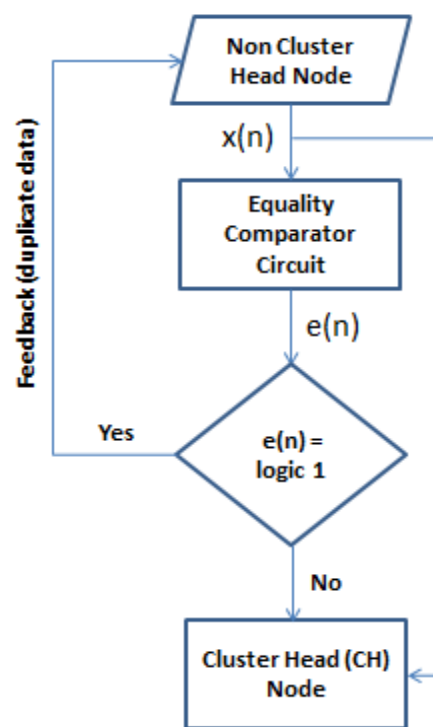 Non Cluster
Head Node
x(n)
Equality
Comparator
Circuit
e(n)
Feedback (duplicate data)
Yes
e(n) =
logic 1
No
Cluster Head (CH)
Node